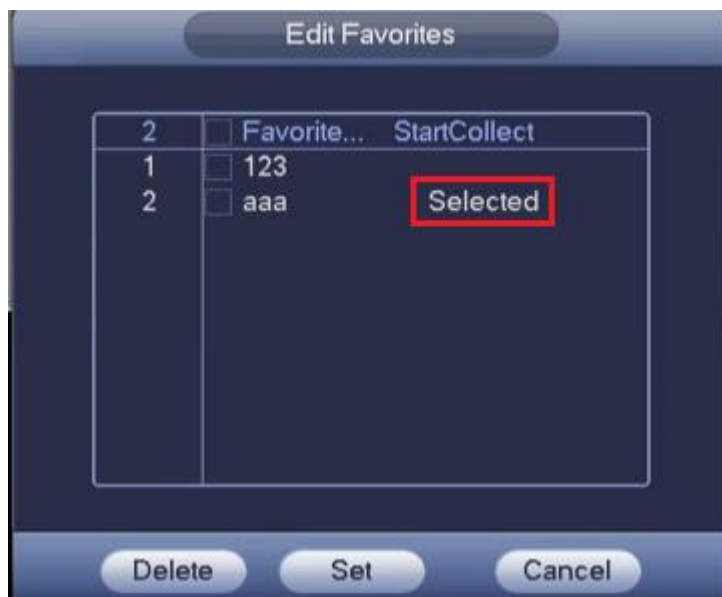 Edit Favorites
2 Favorite... StartCollect
1 123
2 aaa Selected
Delete Set Cancel